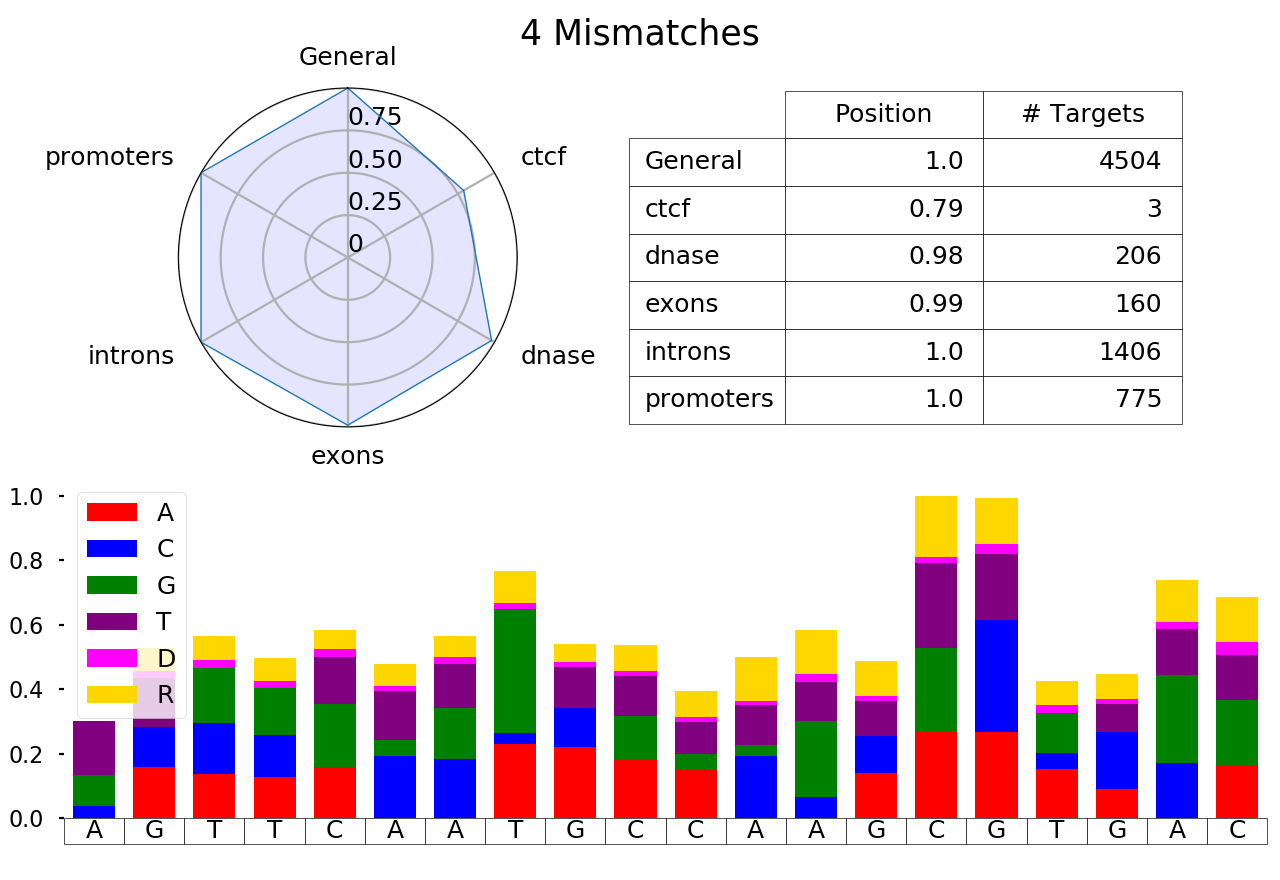 4 Mismatches
General
0.75
promoters
ctcf
0.50
0.25
0
introns
dnase
exons
Position # Targets
General 1.0 4504
ctcf 0.79 3
dnase 0.98 206
exons 0.99 160
introns 1.0 1406
promoters 1.0 775
1.0
0.8
0.6
0.4
0.2
0.0
A
C
G
T
D
R
A G T T C A A T G C C A A G C G T G A C